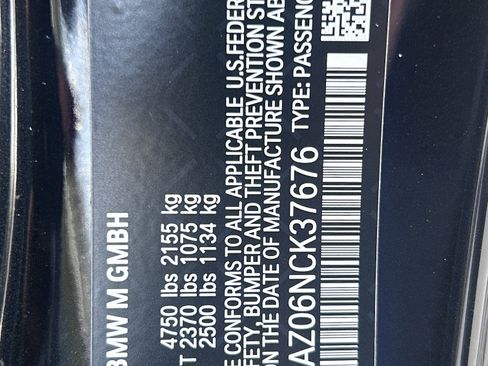 BMW M GMBH
4750 lbs 2155 kg
T 2370 lbs 1075 kg
2500 lbs 1134 kg
E CONFORMS TO ALL APPLICABLE U.S.FEDER
FETY, BUMPER AND THEFT PREVENTION ST
ON THE DATE OF MANUFACTURE SHOWN AB
AZ06NCK37676 TYPE: PASSENG